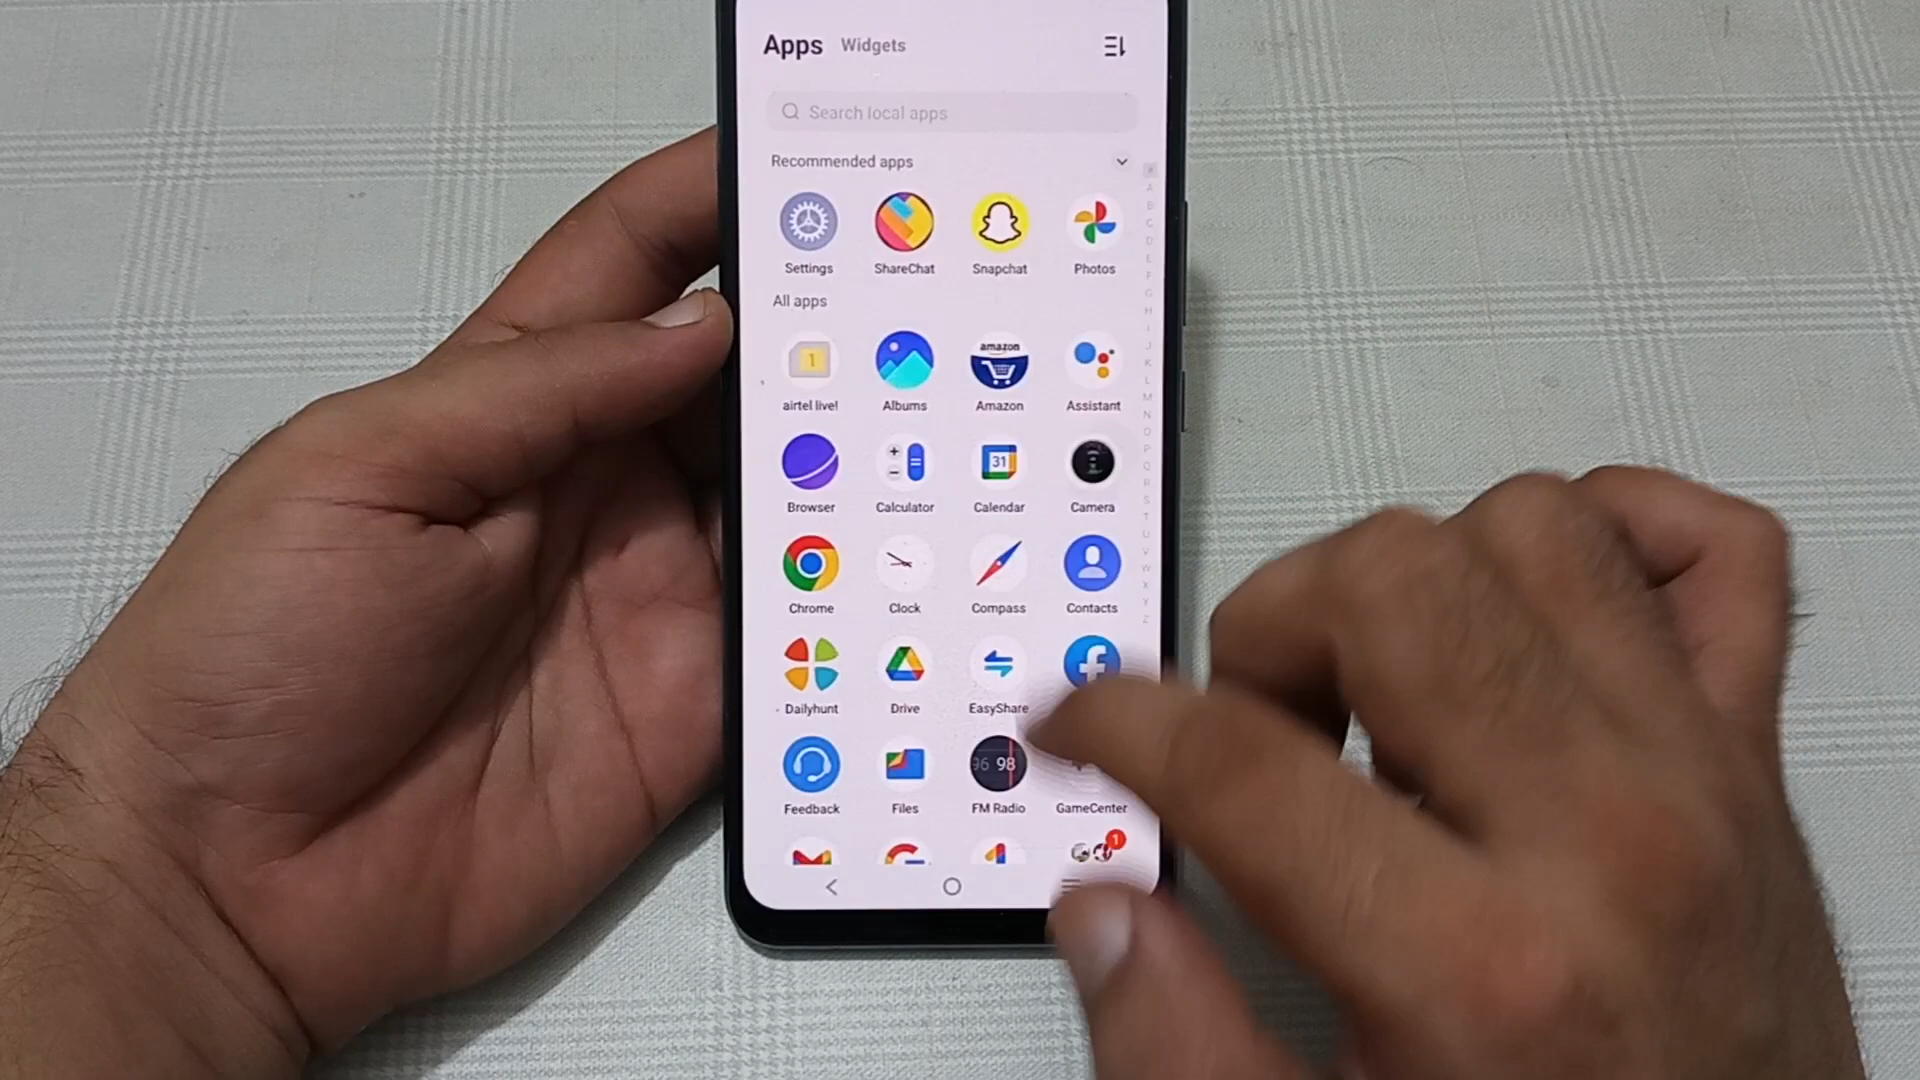 Apps Widgets
Search local apps
Recommended apps
Settings ShareChat Snapchat Photos
All apps
1 amazon
airtel live! Albums Amazon Assistant
31
Browser Calculator Calendar Camera
Chrome Clock Compass Contacts
Dailyhunt Drive EasyShare
96 98
Feedback Files FM Radio GameCenter
1
#
A
B
C
D
E
F
G
H
I
J
K
L
M
N
O
P
Q
R
S
T
U
V
W
X
Y
Z